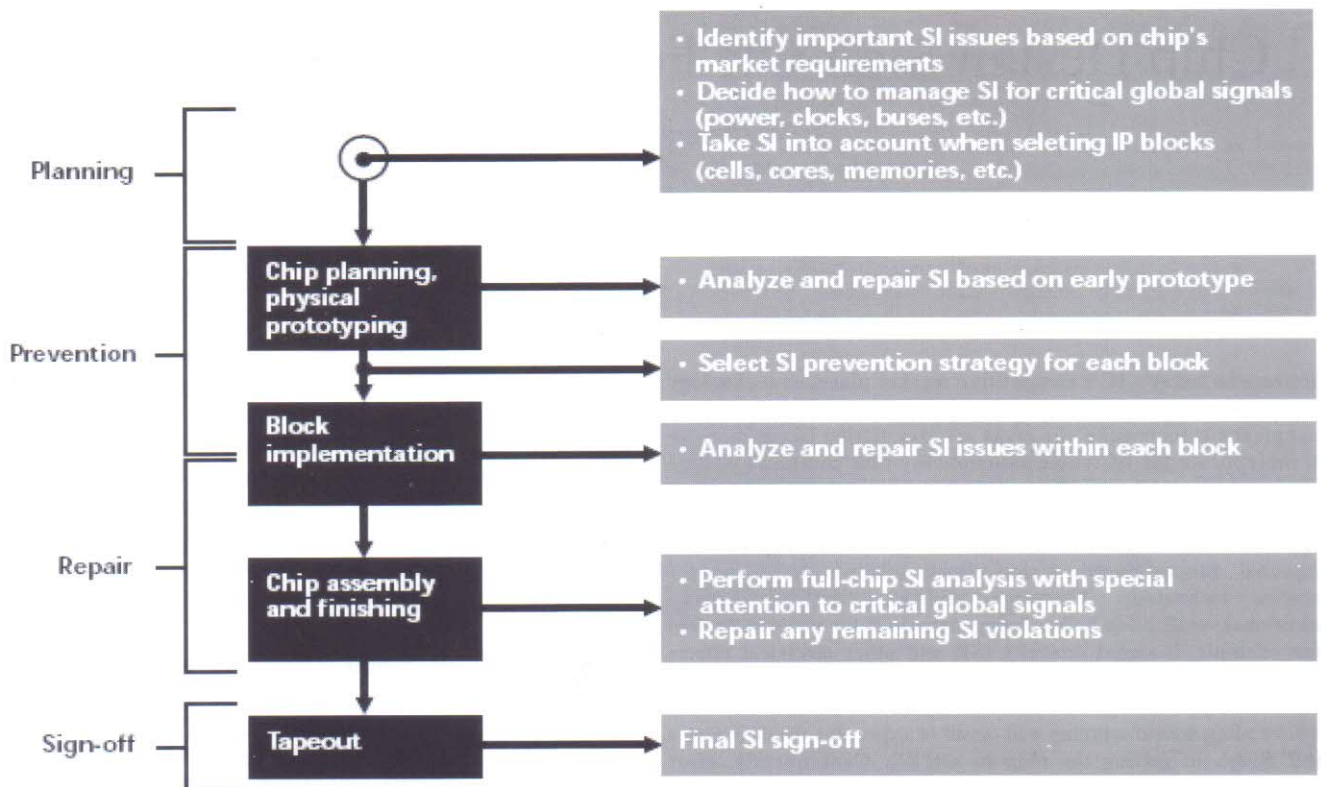 • Identify important SI issues based on chip's
market requirements
• Decide how to manage SI for critical global signals
(power, clocks, buses, etc.)
• Take SI into account when seleting IP blocks
(cells, cores, memories, etc.)
Planning
Chip planning,
physical
prototyping
• Analyze and repair SI based on early prototype
Prevention
• Select SI prevention strategy for each block
Block
implementation
• Analyze and repair SI issues within each block
Repair
Chip assembly
and finishing
• Perform full-chip SI analysis with special
attention to critical global signals
• Repair any remaining SI violations
Sign-off
Tapeout
Final SI sign-off